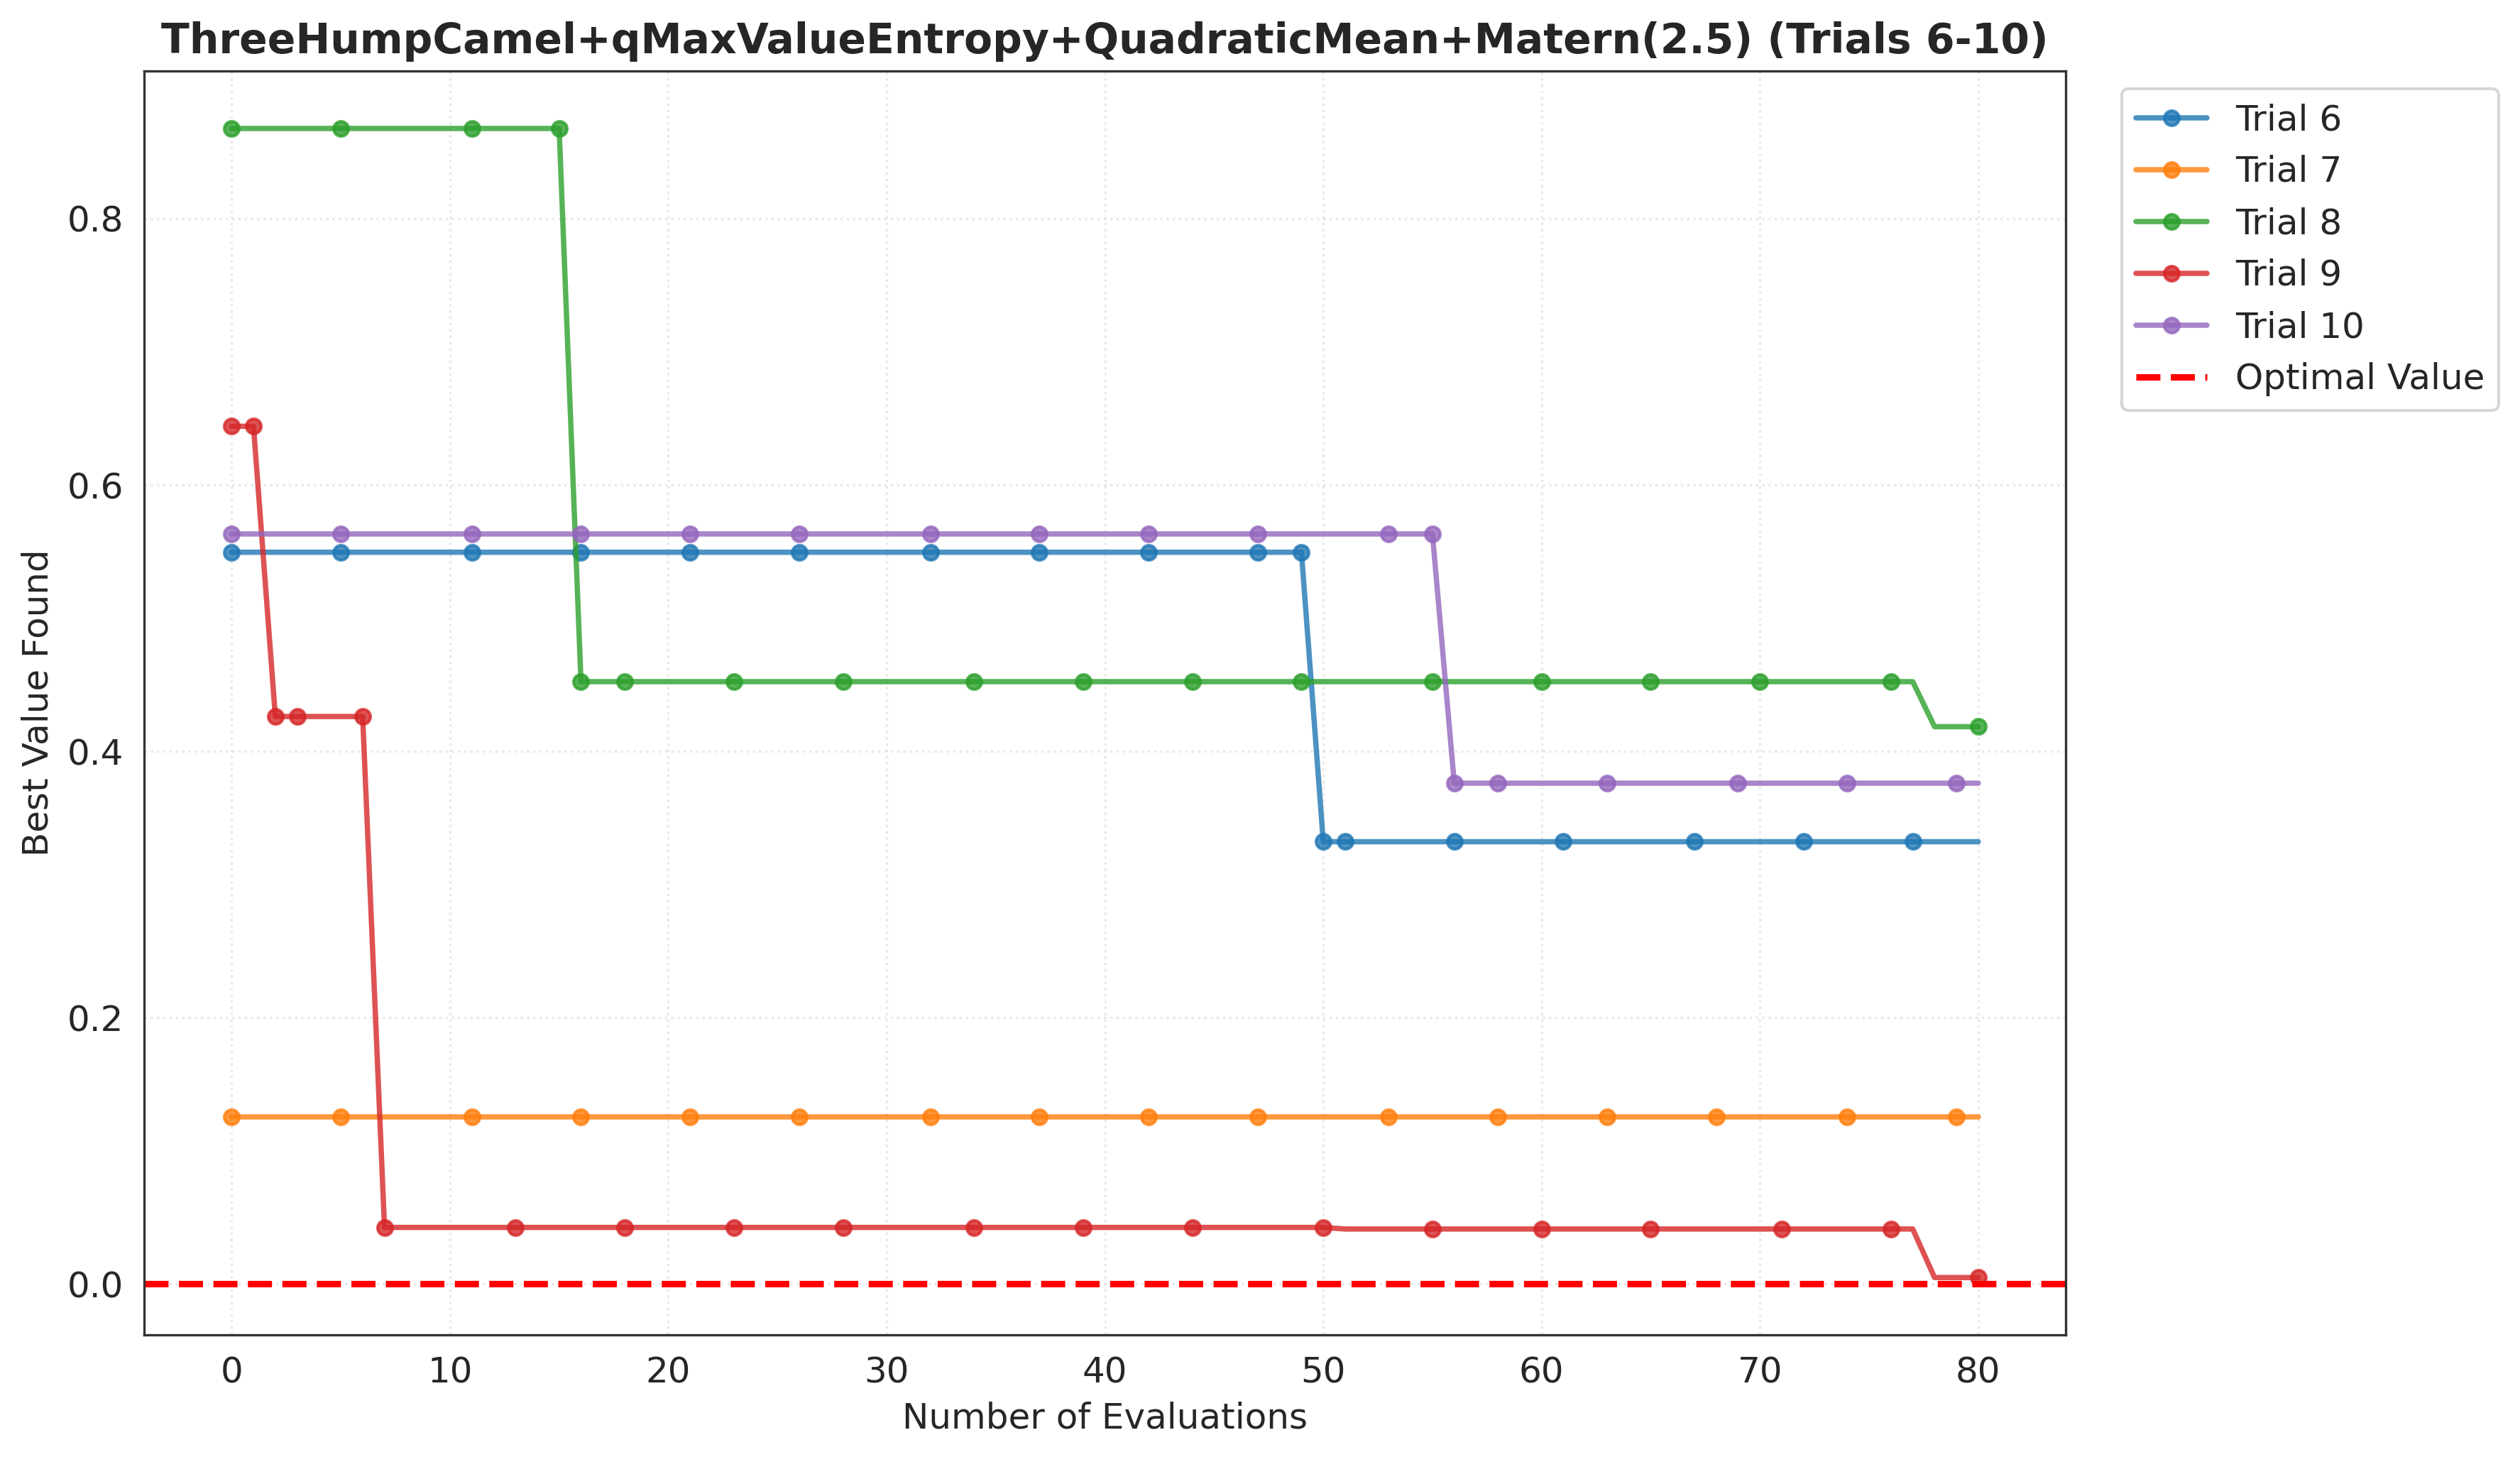 ThreeHumpCamel+qMaxValueEntropy+QuadraticMean+Matern(2.5) (Trials 6-10)
Best Value Found
0.8
0.6
0.4
0.2
0.0
0 10 20 30 40 50 60 70 80
Number of Evaluations
Trial 6
Trial 7
Trial 8
Trial 9
Trial 10
Optimal Value